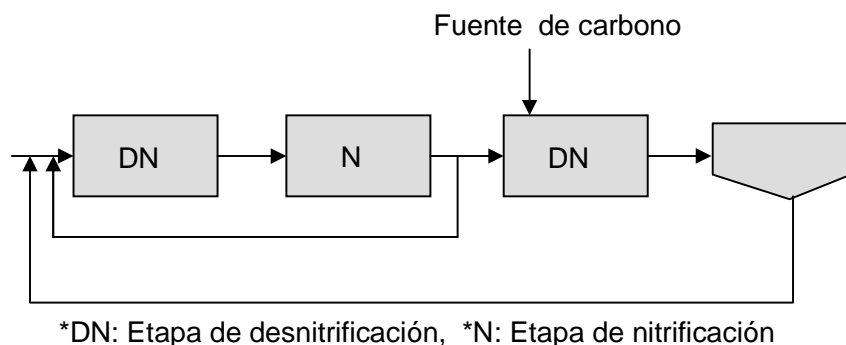 Fuente de carbono
DN
N
DN
*DN: Etapa de desnitrificación, *N: Etapa de nitrificación